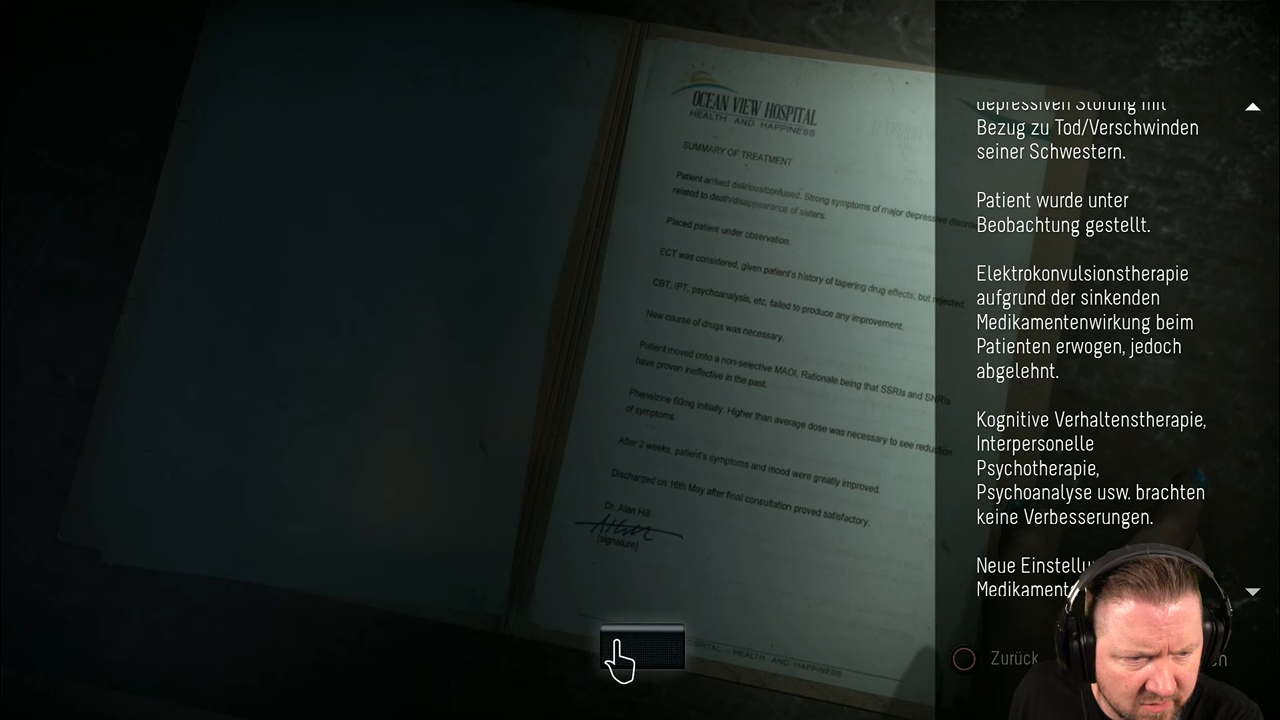 OCEAN VIEW HOSPITAL
HEALTH AND HAPPINESS
SUMMARY OF TREATMENT
Patient arrived delirious/confused. Strong symptoms of major depressive
related to death/disappearance of sisters.
Placed patient under observation.
ECT was considered, given patient's history of tapering drug effects, but rejected.
CBT, IPT, psychoanalysis, etc. failed to produce any improvement.
New course of drugs was necessary.
Patient moved onto a non-selective MAOI. Rationale being that SSRIs and SNRIs
have proven ineffective in the past.
Phenelzine 60mg initially. Higher than average dose was necessary to see reduction
of symptoms.
After 2 weeks, patient's symptoms and mood were greatly improved.
Discharged on 16th May after final consultation proved satisfactory.
Dr. Alan Hill
[signature]
HOSPITAL - HEALTH AND HAPPINESS
depressiven Störung mit
Bezug zu Tod/Verschwinden
seiner Schwestern.
Patient wurde unter
Beobachtung gestellt.
Elektrokonvulsionstherapie
aufgrund der sinkenden
Medikamentenwirkung beim
Patienten erwogen, jedoch
abgelehnt.
Kognitive Verhaltenstherapie,
Interpersonelle
Psychotherapie,
Psychoanalyse usw. brachten
keine Verbesserungen.
Neue
Zurück